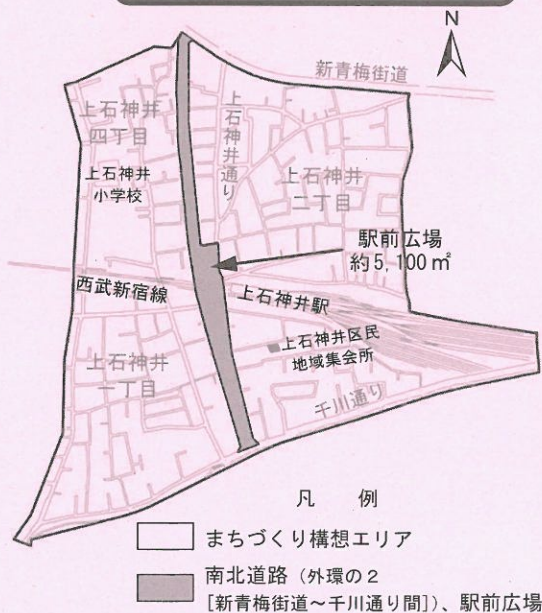 N
新青梅街道
上石神井
四丁目
上石神井通り
上石神井
小学校
上石神井
二丁目
駅前広場
約5,100㎡
西武新宿線
上石神井駅
上石神井区民
地域集会所
上石神井
一丁目
千川通り
凡 例
まちづくり構想エリア
南北道路（外環の2
[新青梅街道～千川通り間]）、駅前広場